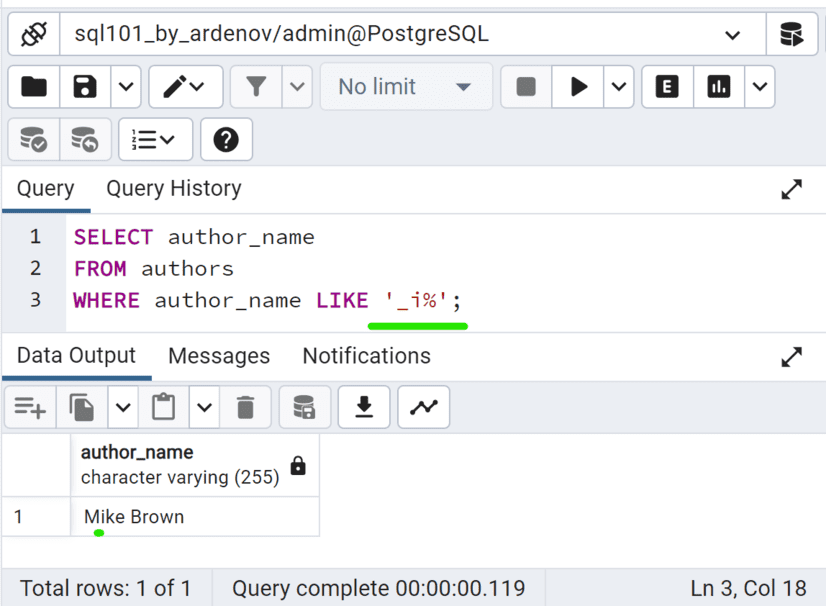 sql101_by_ardenov/admin@PostgreSQL
No limit
E
Query Query History
1 SELECT author_name
2 FROM authors
3 WHERE author_name LIKE '_i%';
Data Output Messages Notifications
author_name
character varying (255)
1 Mike Brown
Total rows: 1 of 1 Query complete 00:00:00.119 Ln 3, Col 18